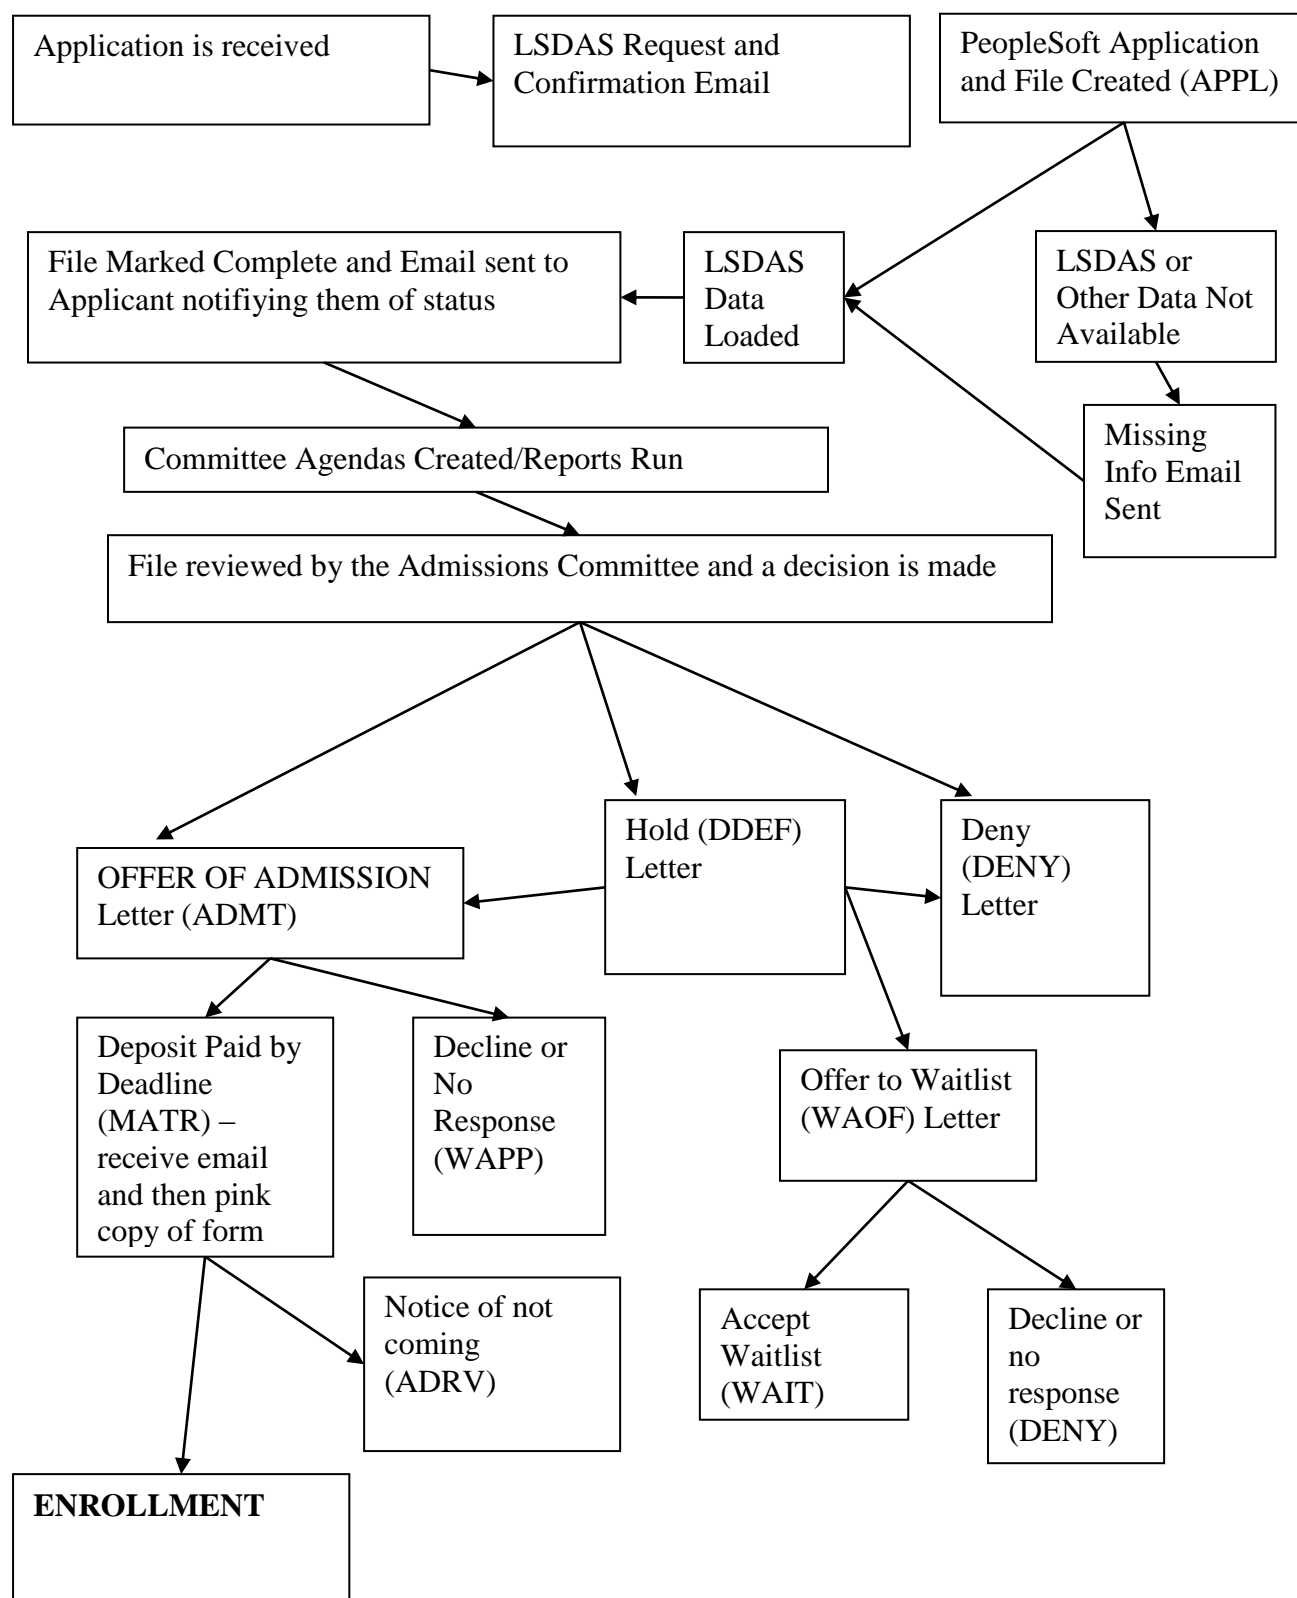 Application is received
LSDAS Request and
Confirmation Email
PeopleSoft Application
and File Created (APPL)
File Marked Complete and Email sent to
Applicant notifiying them of status
LSDAS
Data
Loaded
LSDAS or
Other Data Not
Available
Missing
Info Email
Sent
Committee Agendas Created/Reports Run
File reviewed by the Admissions Committee and a decision is made
OFFER OF ADMISSION
Letter (ADMT)
Hold (DDEF)
Letter
Deny
(DENY)
Letter
Deposit Paid by
Deadline
(MATR) –
receive email
and then pink
copy of form
Decline or
No
Response
(WAPP)
Offer to Waitlist
(WAOF) Letter
Notice of not
coming
(ADRV)
Accept
Waitlist
(WAIT)
Decline or
no
response
(DENY)
ENROLLMENT